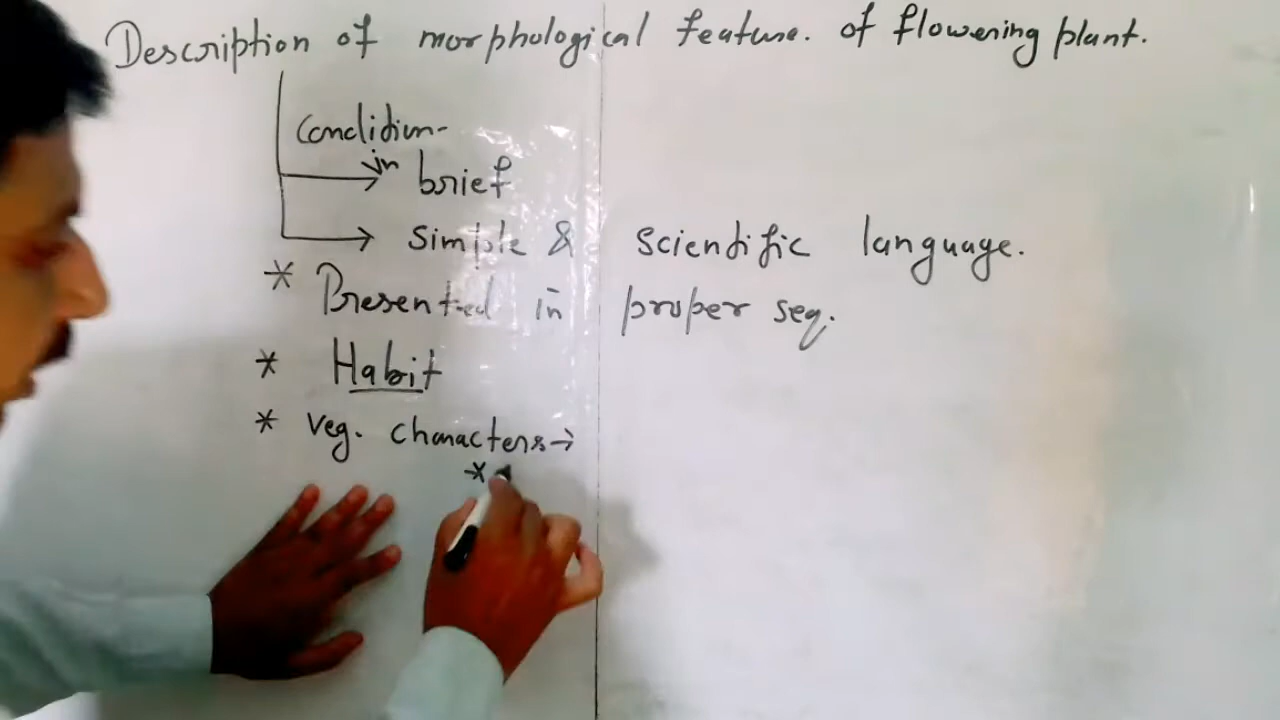 Description of morphological feature. of flowering plant.
Condition-
in brief
Simple & Scientific language.
* Presented in proper seq.
* Habit
* Veg. characters→
*